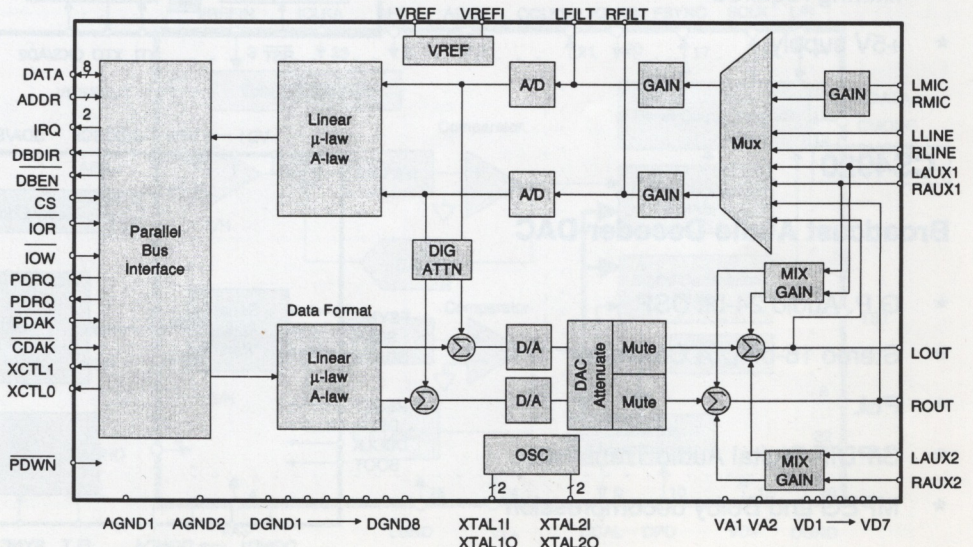 VREF VREFI LFILT RFILT
VREF
DATA
8
ADDR
2
IRQ
DBDIR
DBEN
CS
IOR
IOW
PDRQ
PDRQ
PDAK
CDAK
XCTL1
XCTL0
PDWN
Parallel
Bus
Interface
Linear
µ-law
A-law
A/D
GAIN
Mux
GAIN
LMIC
RMIC
LLINE
RLINE
LAUX1
RAUX1
A/D
GAIN
DIG
ATTN
MIX
GAIN
Data Format
Linear
µ-law
A-law
Σ
D/A
DAC
Attenuate
Mute
Σ
LOUT
Σ
D/A
Mute
Σ
ROUT
OSC
2
2
MIX
GAIN
LAUX2
RAUX2
AGND1 AGND2 DGND1 DGND8 XTAL1I XTAL2I VA1 VA2 VD1 VD7
XTAL1O XTAL2O